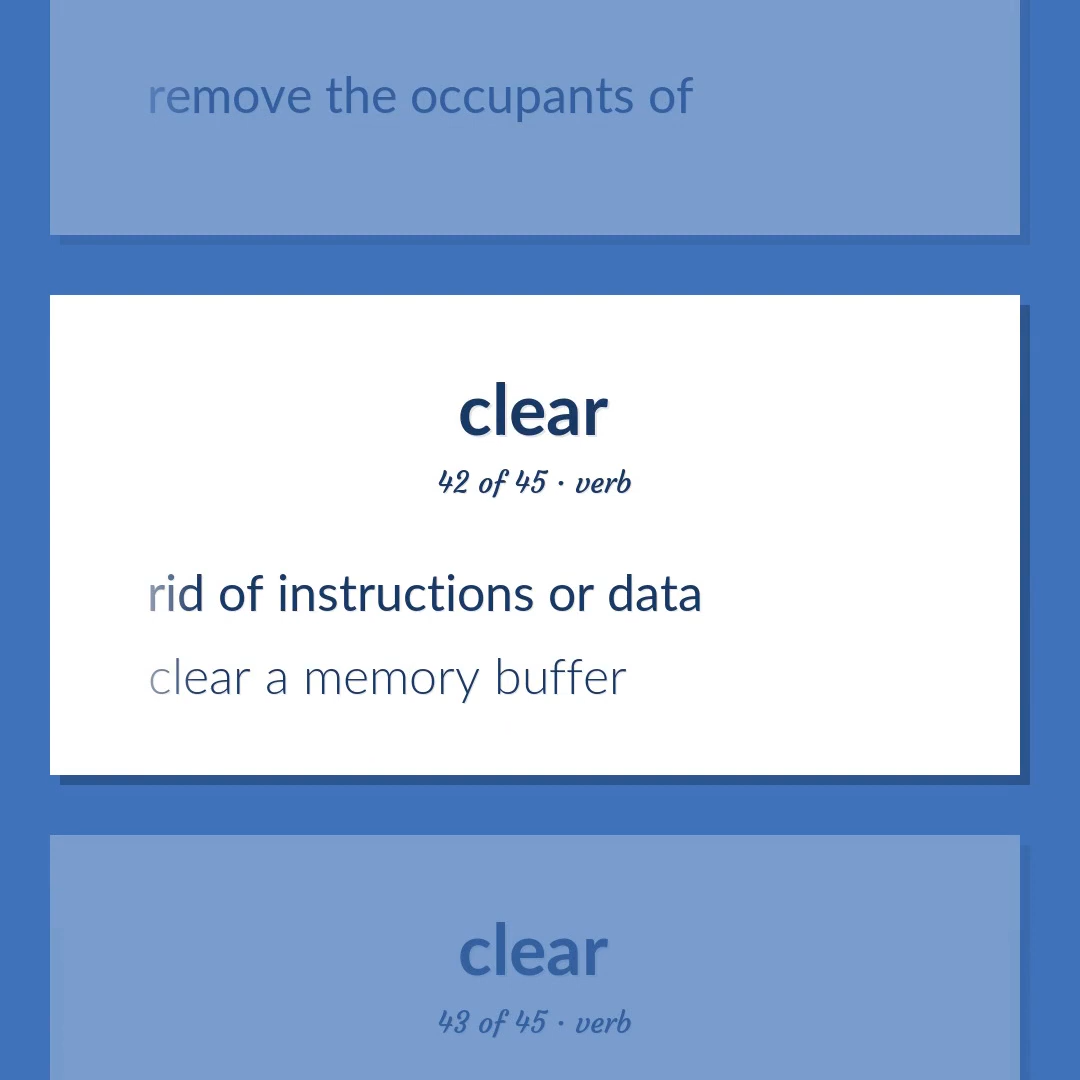 remove the occupants of
clear
42 of 45 · verb
rid of instructions or data
clear a memory buffer
clear
43 of 45 · verb